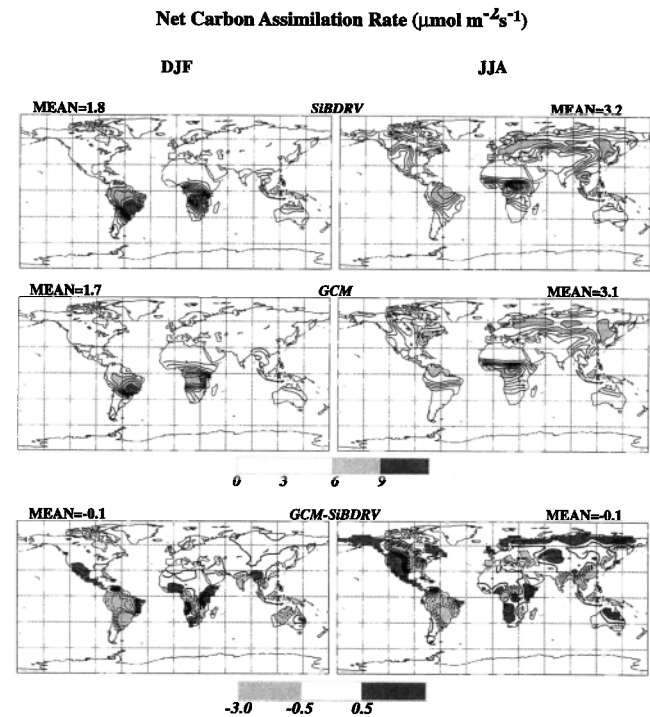 Net Carbon Assimilation Rate (μmol m⁻²s⁻¹)
DJF JJA
MEAN=1.8 SiBDRV MEAN=3.2
MEAN=1.7 GCM MEAN=3.1
0 3 6 9
MEAN=-0.1 GCM-SiBDRV MEAN=-0.1
-3.0 -0.5 0.5